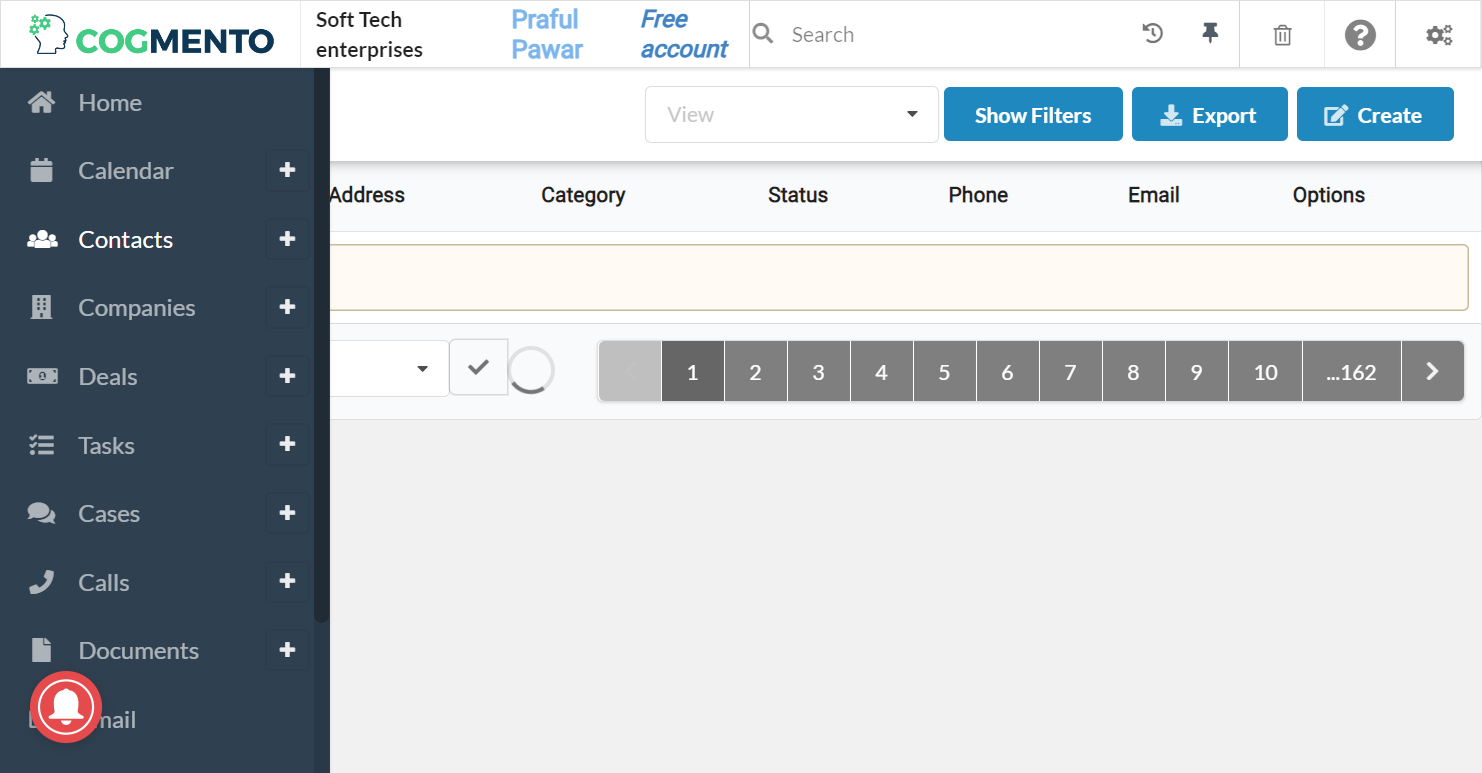 COGMENTO
Soft Tech
enterprises
Praful
Pawar
Free
account
Search
Home
Calendar
Contacts
Companies
Deals
Tasks
Cases
Calls
Documents
mail
View
Show Filters
Export
Create
Address
Category
Status
Phone
Email
Options
1
2
3
4
5
6
7
8
9
10
...162